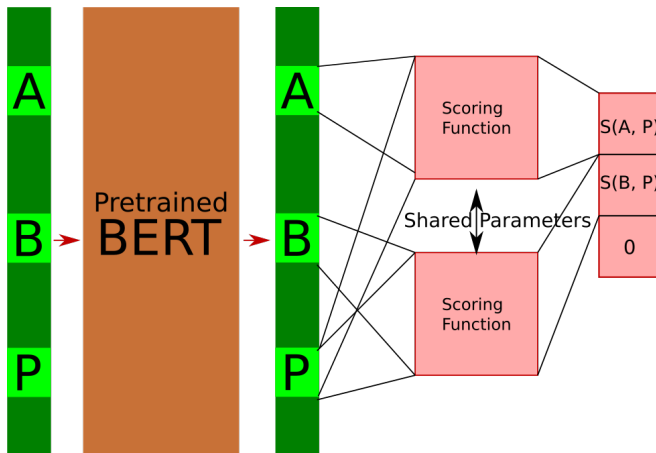 A
B
P
Pretrained
BERT
A
B
P
Scoring
Function
Shared Parameters
Scoring
Function
S(A, P)
S(B, P)
0